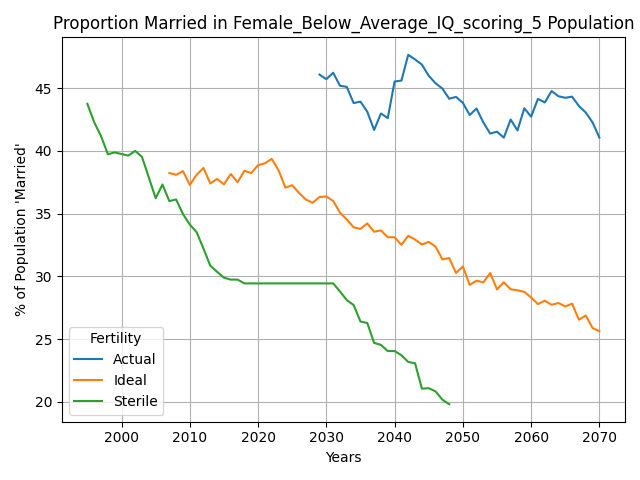 Proportion Married in Female_Below_Average_IQ_scoring_5 Population
% of Population 'Married'
45
40
35
30
25
20
Fertility
Actual
Ideal
Sterile
2000 2010 2020 2030 2040 2050 2060 2070
Years